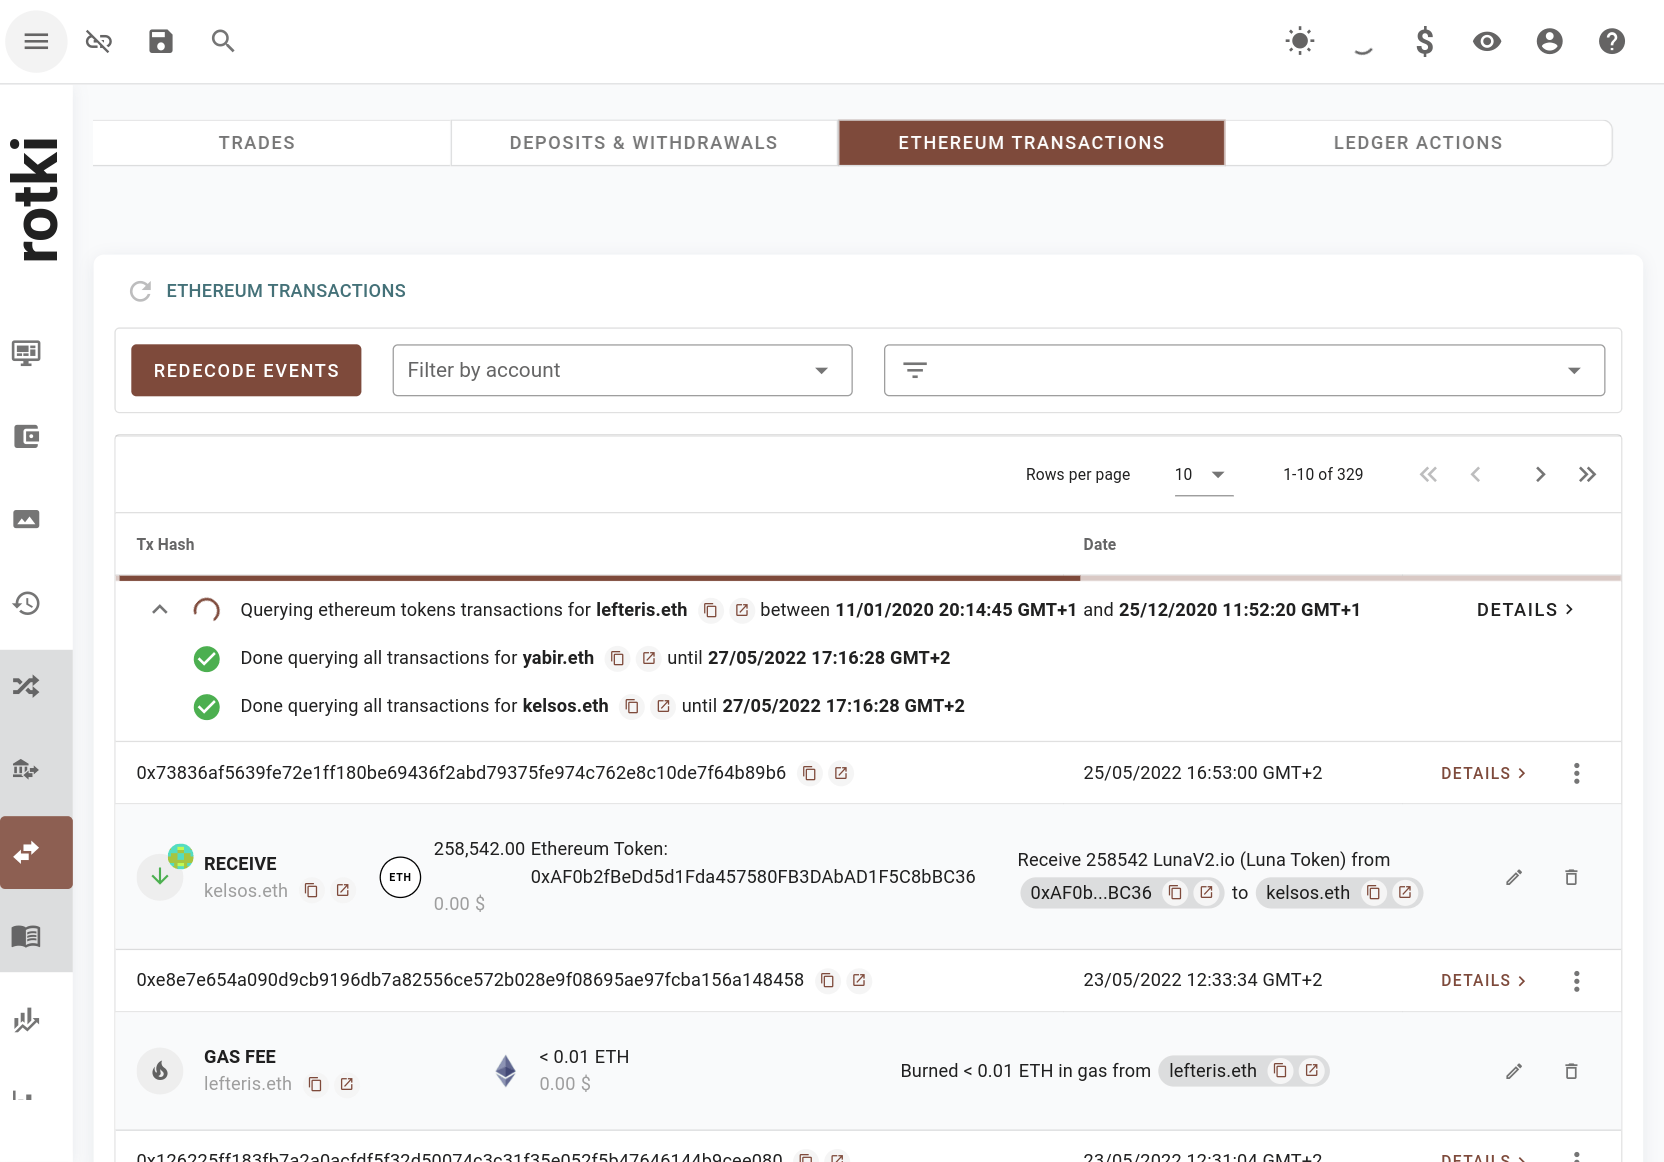 rotki
TRADES DEPOSITS & WITHDRAWALS ETHEREUM TRANSACTIONS LEDGER ACTIONS
ETHEREUM TRANSACTIONS
REDECODE EVENTS Filter by account
Rows per page 10 1-10 of 329
Tx Hash Date
Querying ethereum tokens transactions for lefteris.eth between 11/01/2020 20:14:45 GMT+1 and 25/12/2020 11:52:20 GMT+1 DETAILS
Done querying all transactions for yabir.eth until 27/05/2022 17:16:28 GMT+2
Done querying all transactions for kelsos.eth until 27/05/2022 17:16:28 GMT+2
0x73836af5639fe72e1ff180be69436f2abd79375fe974c762e8c10de7f64b89b6 25/05/2022 16:53:00 GMT+2 DETAILS
RECEIVE
kelsos.eth
ETH
258,542.00 Ethereum Token:
0xAF0b2fBeDd5d1Fda457580FB3DAbAD1F5C8bBC36
0.00 $
Receive 258542 LunaV2.io (Luna Token) from
0xAF0b...BC36 to kelsos.eth
0xe8e7e654a090d9cb9196db7a82556ce572b028e9f08695ae97fcba156a148458 23/05/2022 12:33:34 GMT+2 DETAILS
GAS FEE
lefteris.eth
< 0.01 ETH
0.00 $
Burned < 0.01 ETH in gas from lefteris.eth
0x126225ff183fb7a2a0acfdf5f32d50074c3c31f35e052f5b47646144b9cee080 23/05/2022 12:31:04 GMT+2 DETAILS